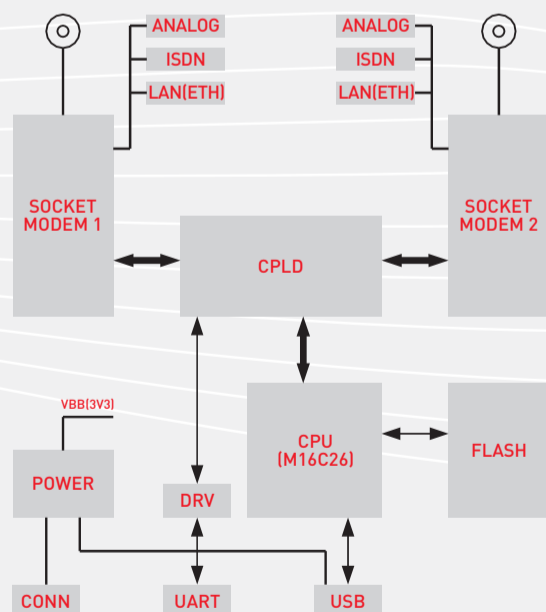 ANALOG
ANALOG
ISDN
ISDN
LAN(ETH)
LAN(ETH)
SOCKET
MODEM 1
SOCKET
MODEM 2
CPLD
VBB(3V3)
CPU
(M16C26)
FLASH
POWER
DRV
CONN
UART
USB